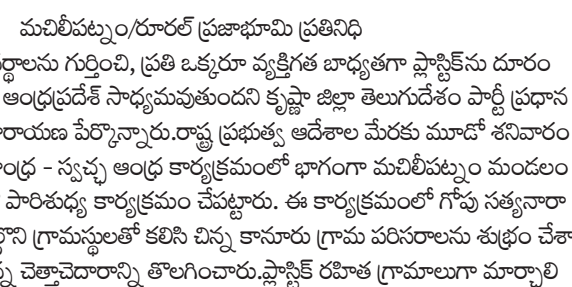 మచిలీపట్నం/రూరల్ ప్రజాభూమి ప్రతినిధి
గుర్తించి, ప్రతి ఒక్కరూ వ్యక్తిగత బాధ్యతగా ప్లాస్టిక్‌ను దూరం
ఆంధ్రప్రదేశ్ సాధ్యమవుతుందని కృష్ణా జిల్లా తెలుగుదేశం పార్టీ ప్రధాన
పేర్కొన్నారు.రాష్ట్ర ప్రభుత్వ ఆదేశాల మేరకు మూడో శనివారం
- స్వచ్ఛ ఆంధ్ర కార్యక్రమంలో భాగంగా మచిలీపట్నం మండలం
పారిశుధ్య కార్యక్రమం చేపట్టారు. ఈ కార్యక్రమంలో గోపు సత్యనారా
గ్రామస్థులతో కలిసి చిన్న కానూరు గ్రామ పరిసరాలను శుభ్రం చేశా
చెత్తాచెదారాన్ని తొలగించారు.ప్లాస్టిక్ రహిత గ్రామాలుగా మార్చాలి